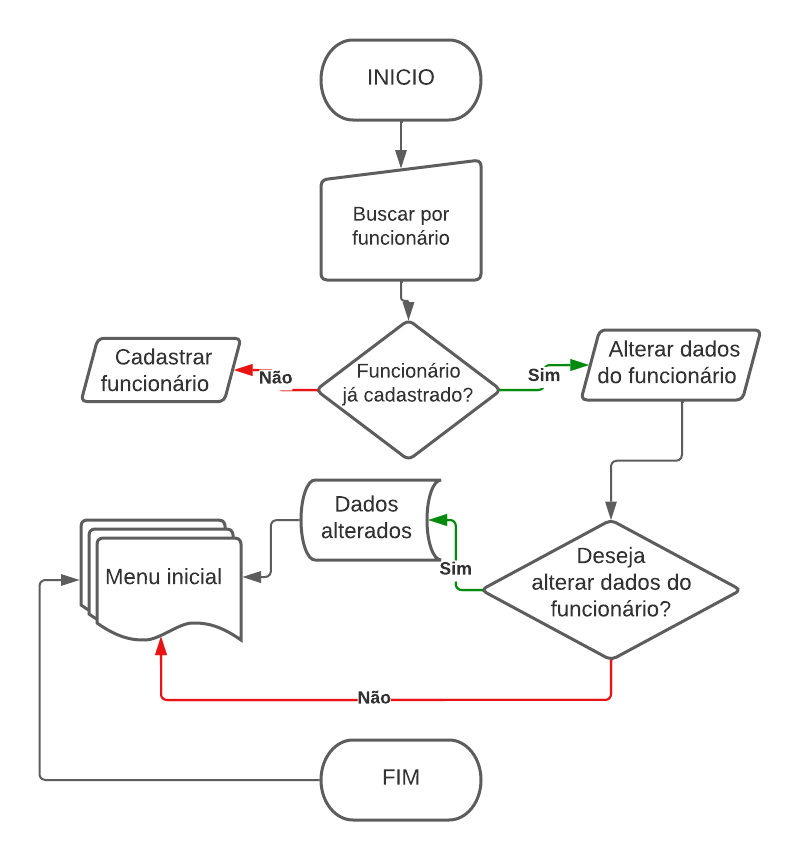 INICIO
Buscar por
funcionário
Funcionário
já cadastrado?
Não
Cadastrar
funcionário
Sim
Alterar dados
do funcionário
Deseja
alterar dados do
funcionário?
Sim
Dados
alterados
Menu inicial
Não
FIM